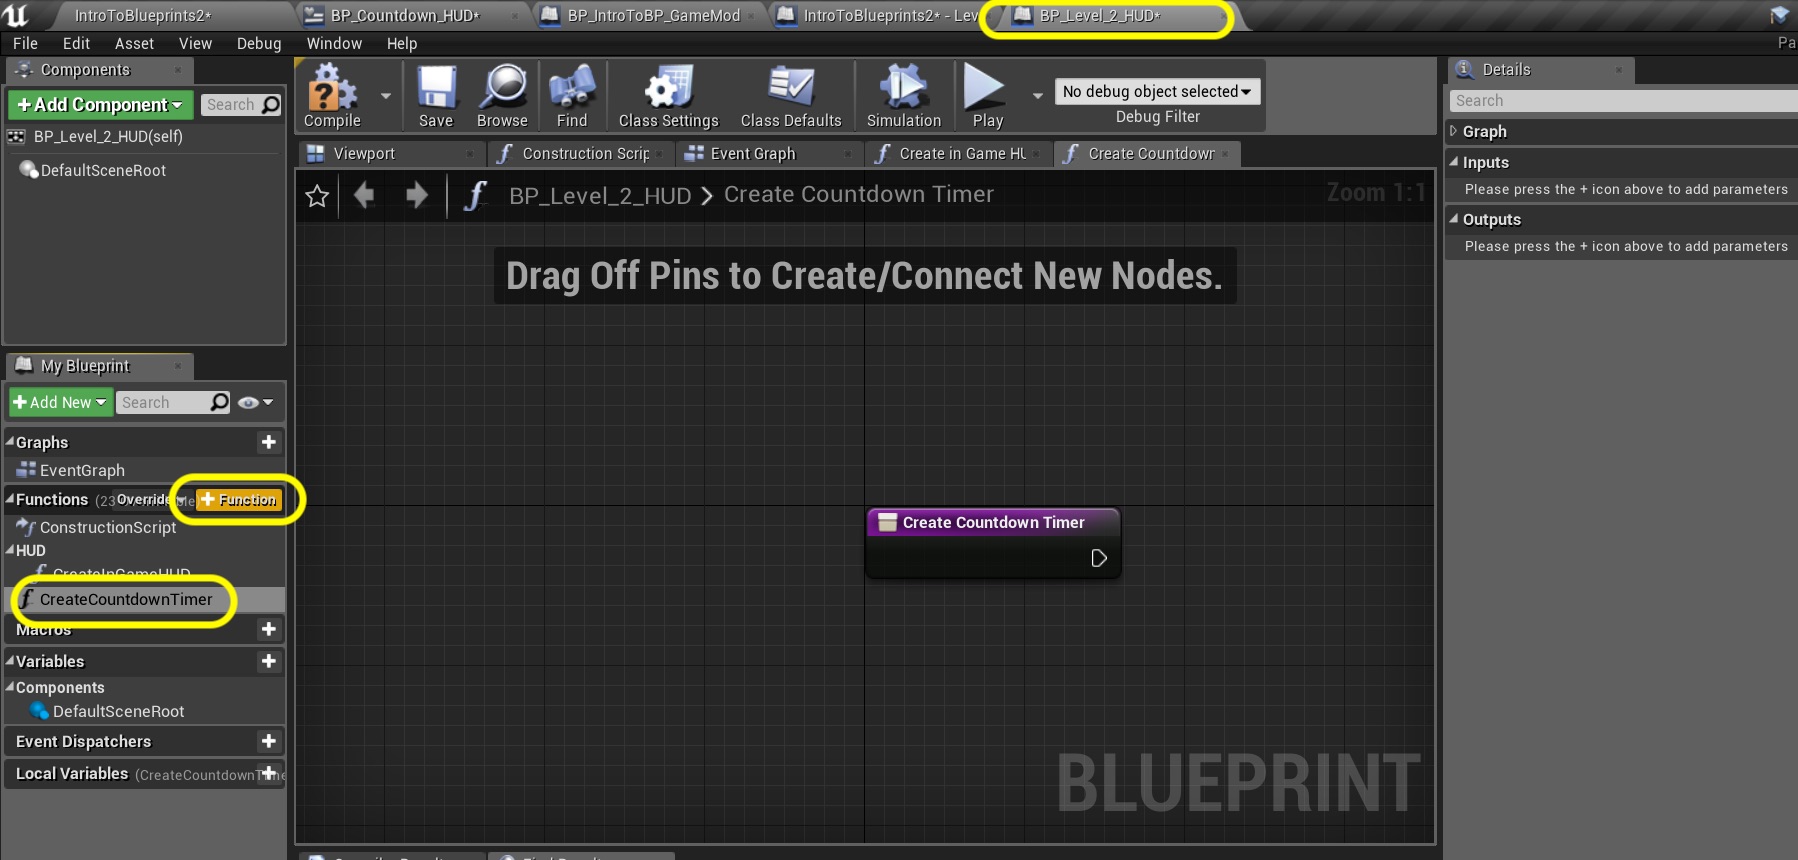 IntroToBlueprints2*
BP_Countdown_HUD*
BP_IntroToBP_GameMod
IntroToBlueprints2* - Lev
BP_Level_2_HUD*
File Edit Asset View Debug Window Help
Pa
Components
Add Component
Search
BP_Level_2_HUD(self)
DefaultSceneRoot
Compile
Save
Browse
Find
Class Settings
Class Defaults
Simulation
Play
No debug object selected
Debug Filter
Viewport
Construction Scrip
Event Graph
Create in Game HU
Create Countdown
BP_Level_2_HUD > Create Countdown Timer
Zoom 1:1
Drag Off Pins to Create/Connect New Nodes.
Create Countdown Timer
BLUEPRINT
My Blueprint
+ Add New
Search
Graphs
EventGraph
Functions
Override
+ Function
ConstructionScript
HUD
CreateInGameHUD
CreateCountdownTimer
Macros
Variables
Components
DefaultSceneRoot
Event Dispatchers
Local Variables (CreateCountdownTime
Details
Search
Graph
Inputs
Please press the + icon above to add parameters
Outputs
Please press the + icon above to add parameters